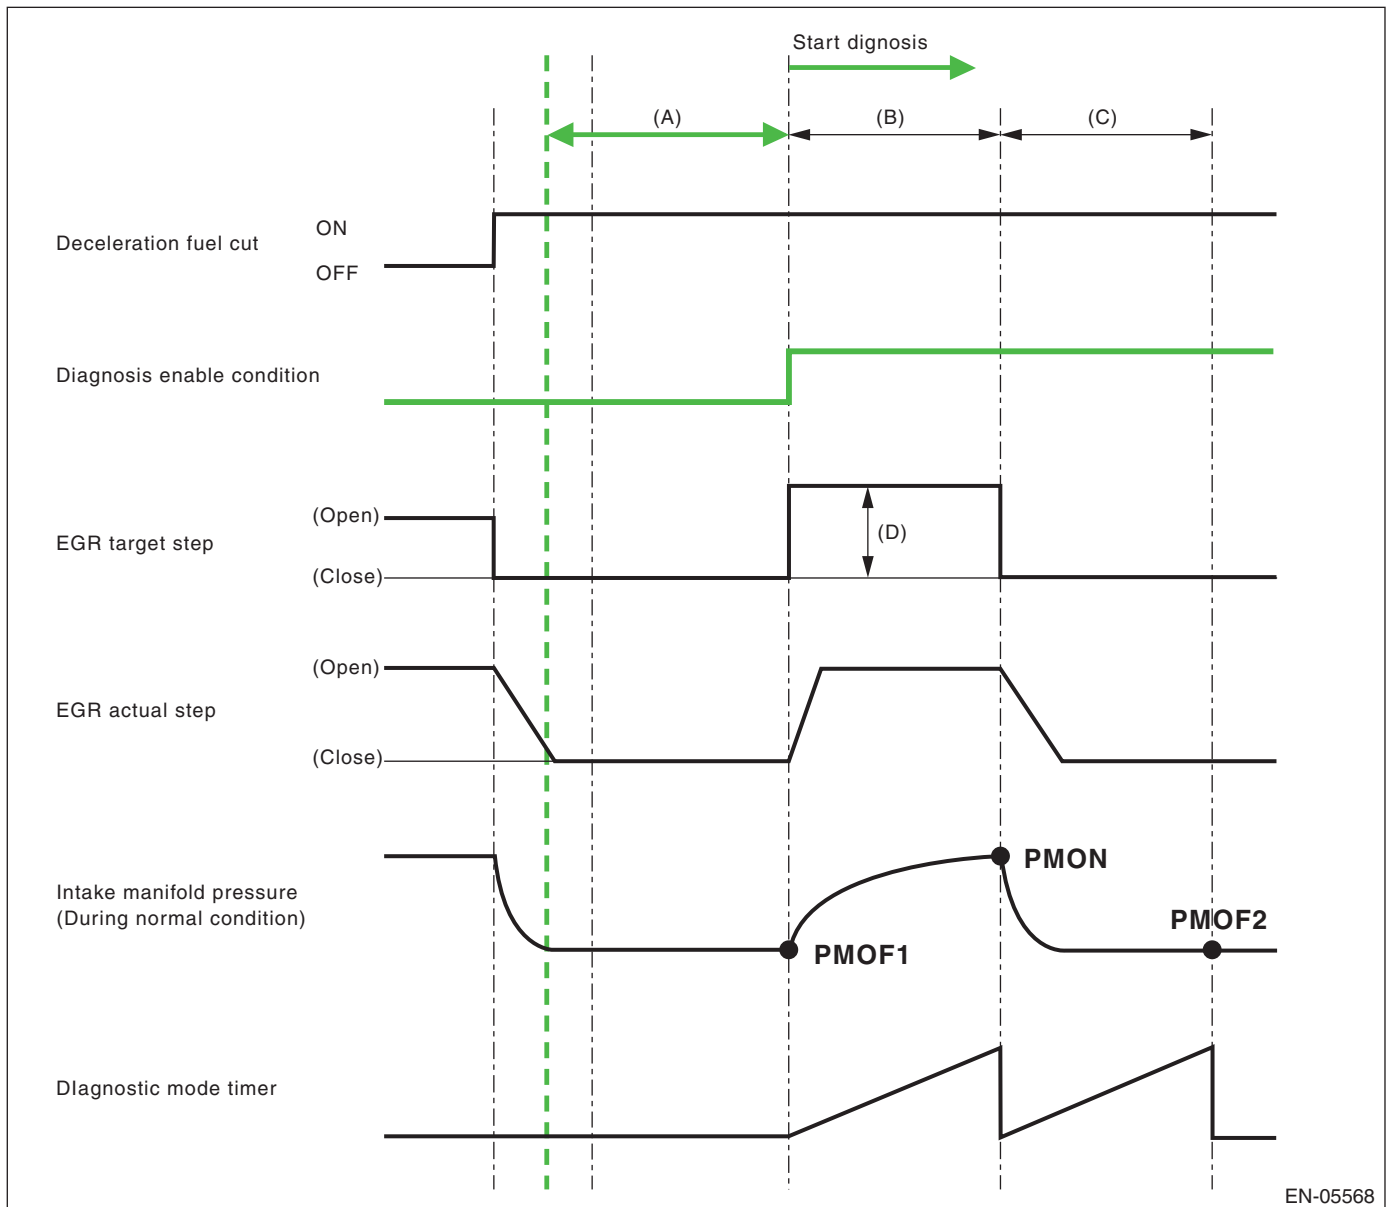 Start dignosis
(A)
(B)
(C)
Deceleration fuel cut
ON
OFF
Diagnosis enable condition
EGR target step
(Open)
(Close)
(D)
EGR actual step
(Open)
(Close)
Intake manifold pressure
(During normal condition)
PMOF1
PMON
PMOF2
DIagnostic mode timer
EN-05568